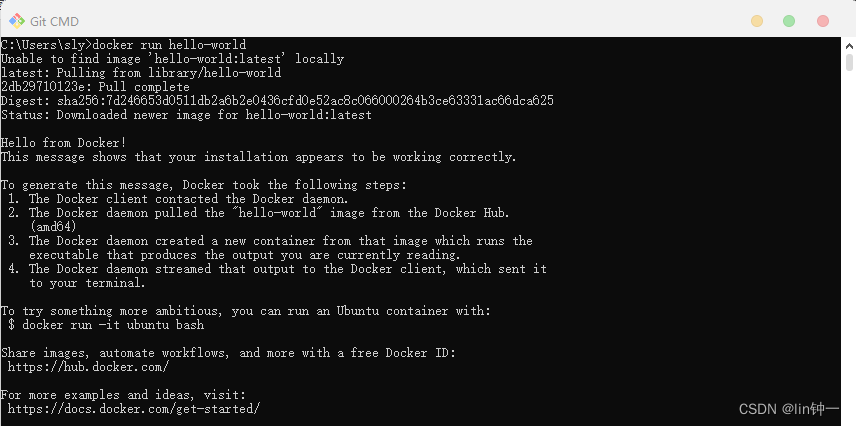 Git CMD
C:\Users\sly>docker run hello-world
Unable to find image 'hello-world:latest' locally
latest: Pulling from library/hello-world
2db29710123e: Pull complete
Digest: sha256:7d246653d0511db2a6b2e0436cfd0e52ac8c066000264b3ce63331ac66dca625
Status: Downloaded newer image for hello-world:latest
Hello from Docker!
This message shows that your installation appears to be working correctly.
To generate this message, Docker took the following steps:
1. The Docker client contacted the Docker daemon.
2. The Docker daemon pulled the "hello-world" image from the Docker Hub.
(amd64)
3. The Docker daemon created a new container from that image which runs the
executable that produces the output you are currently reading.
4. The Docker daemon streamed that output to the Docker client, which sent it
to your terminal.
To try something more ambitious, you can run an Ubuntu container with:
$ docker run -it ubuntu bash
Share images, automate workflows, and more with a free Docker ID:
https://hub.docker.com/
For more examples and ideas, visit:
https://docs.docker.com/get-started/
CSDN @lin钟一